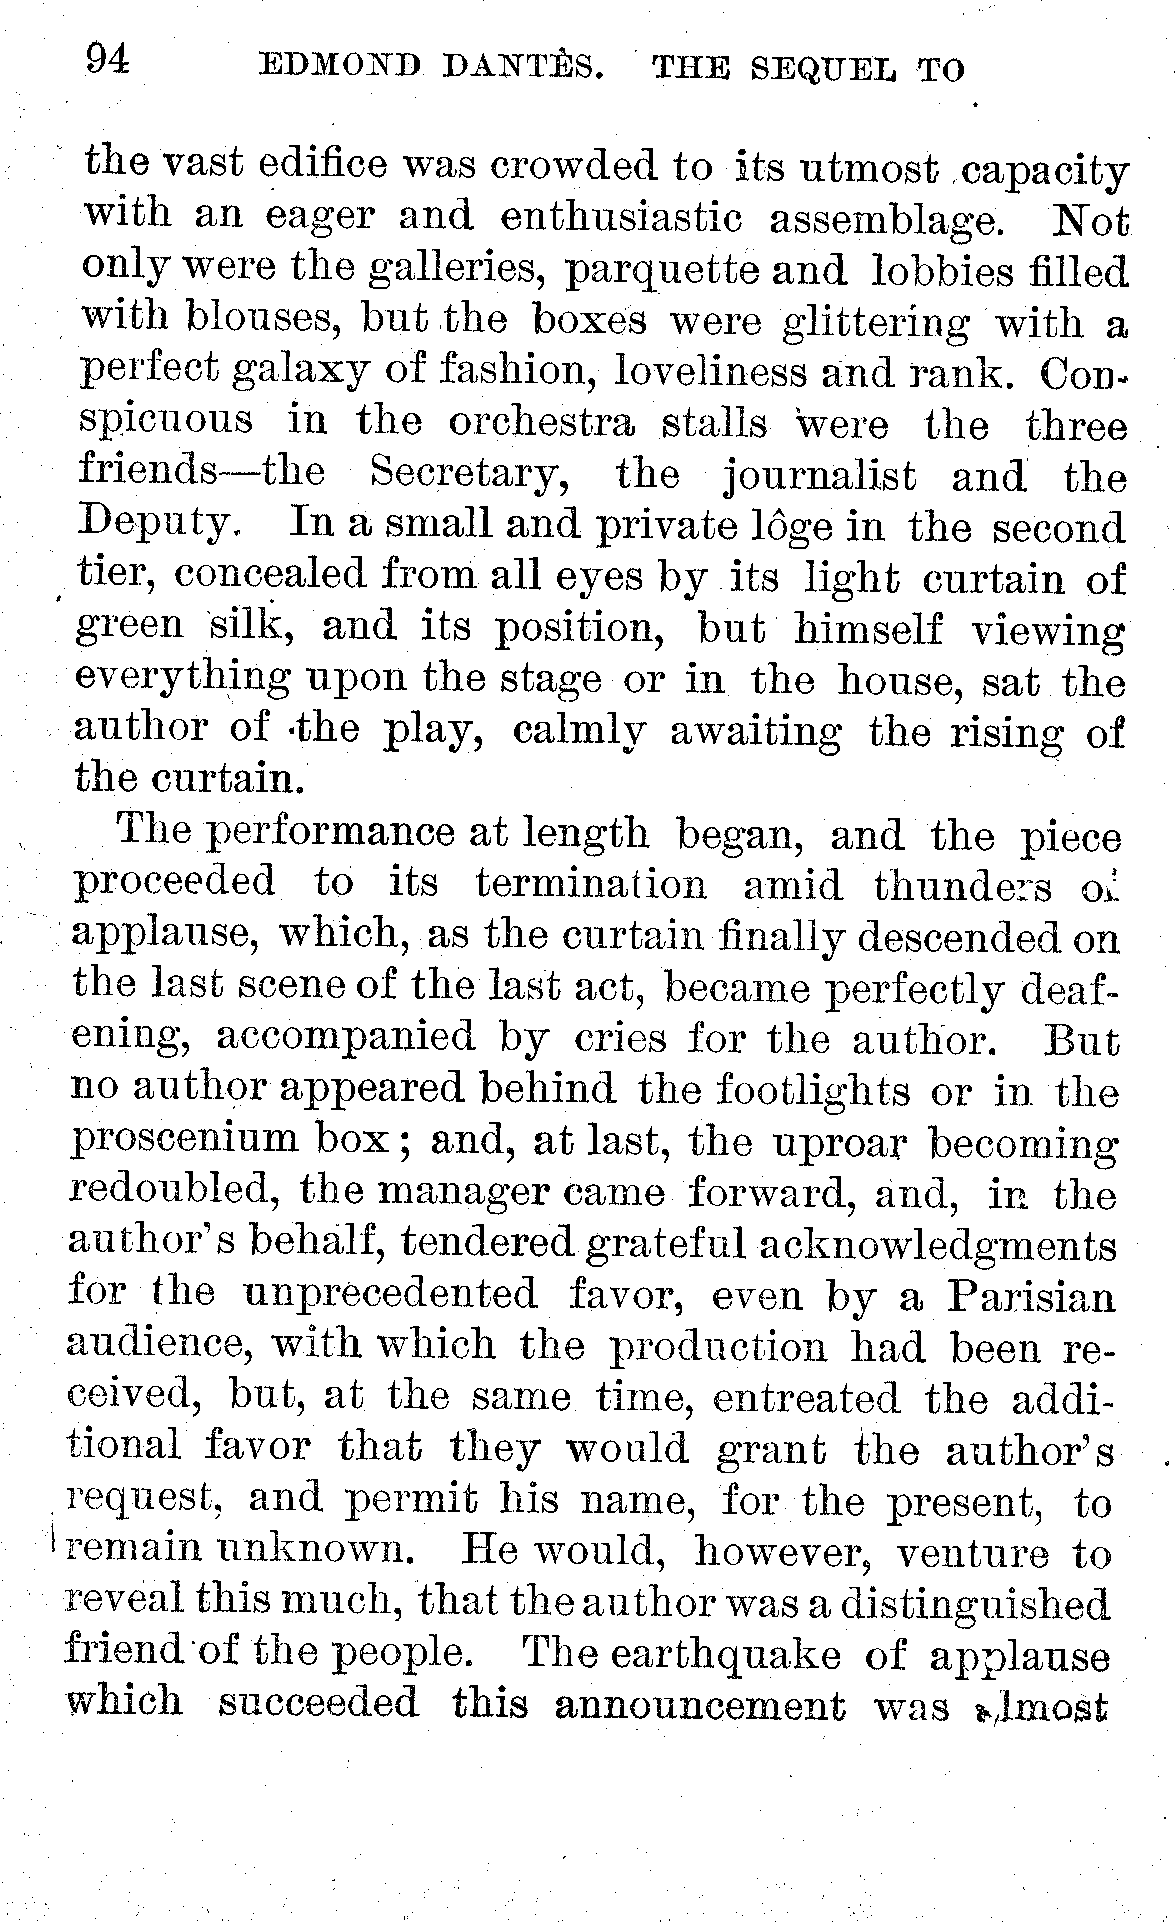 94 EDMOND DANTÈS. THE SEQUEL TO
the vast edifice was crowded to its utmost capacity
with an eager and enthusiastic assemblage. Not
only were the galleries, parquette and lobbies filled
with blouses, but the boxes were glittering with a
perfect galaxy of fashion, loveliness and rank. Con-
spicuous in the orchestra stalls were the three
friends—the Secretary, the journalist and the
Deputy. In a small and private lôge in the second
tier, concealed from all eyes by its light curtain of
green silk, and its position, but himself viewing
everything upon the stage or in the house, sat the
author of the play, calmly awaiting the rising of
the curtain.
The performance at length began, and the piece
proceeded to its termination amid thunders of
applause, which, as the curtain finally descended on
the last scene of the last act, became perfectly deaf-
ening, accompanied by cries for the author. But
no author appeared behind the footlights or in the
proscenium box; and, at last, the uproar becoming
redoubled, the manager came forward, and, in the
author's behalf, tendered grateful acknowledgments
for the unprecedented favor, even by a Parisian
audience, with which the production had been re-
ceived, but, at the same time, entreated the addi-
tional favor that they would grant the author's
request, and permit his name, for the present, to
remain unknown. He would, however, venture to
reveal this much, that the author was a distinguished
friend of the people. The earthquake of applause
which succeeded this announcement was almost